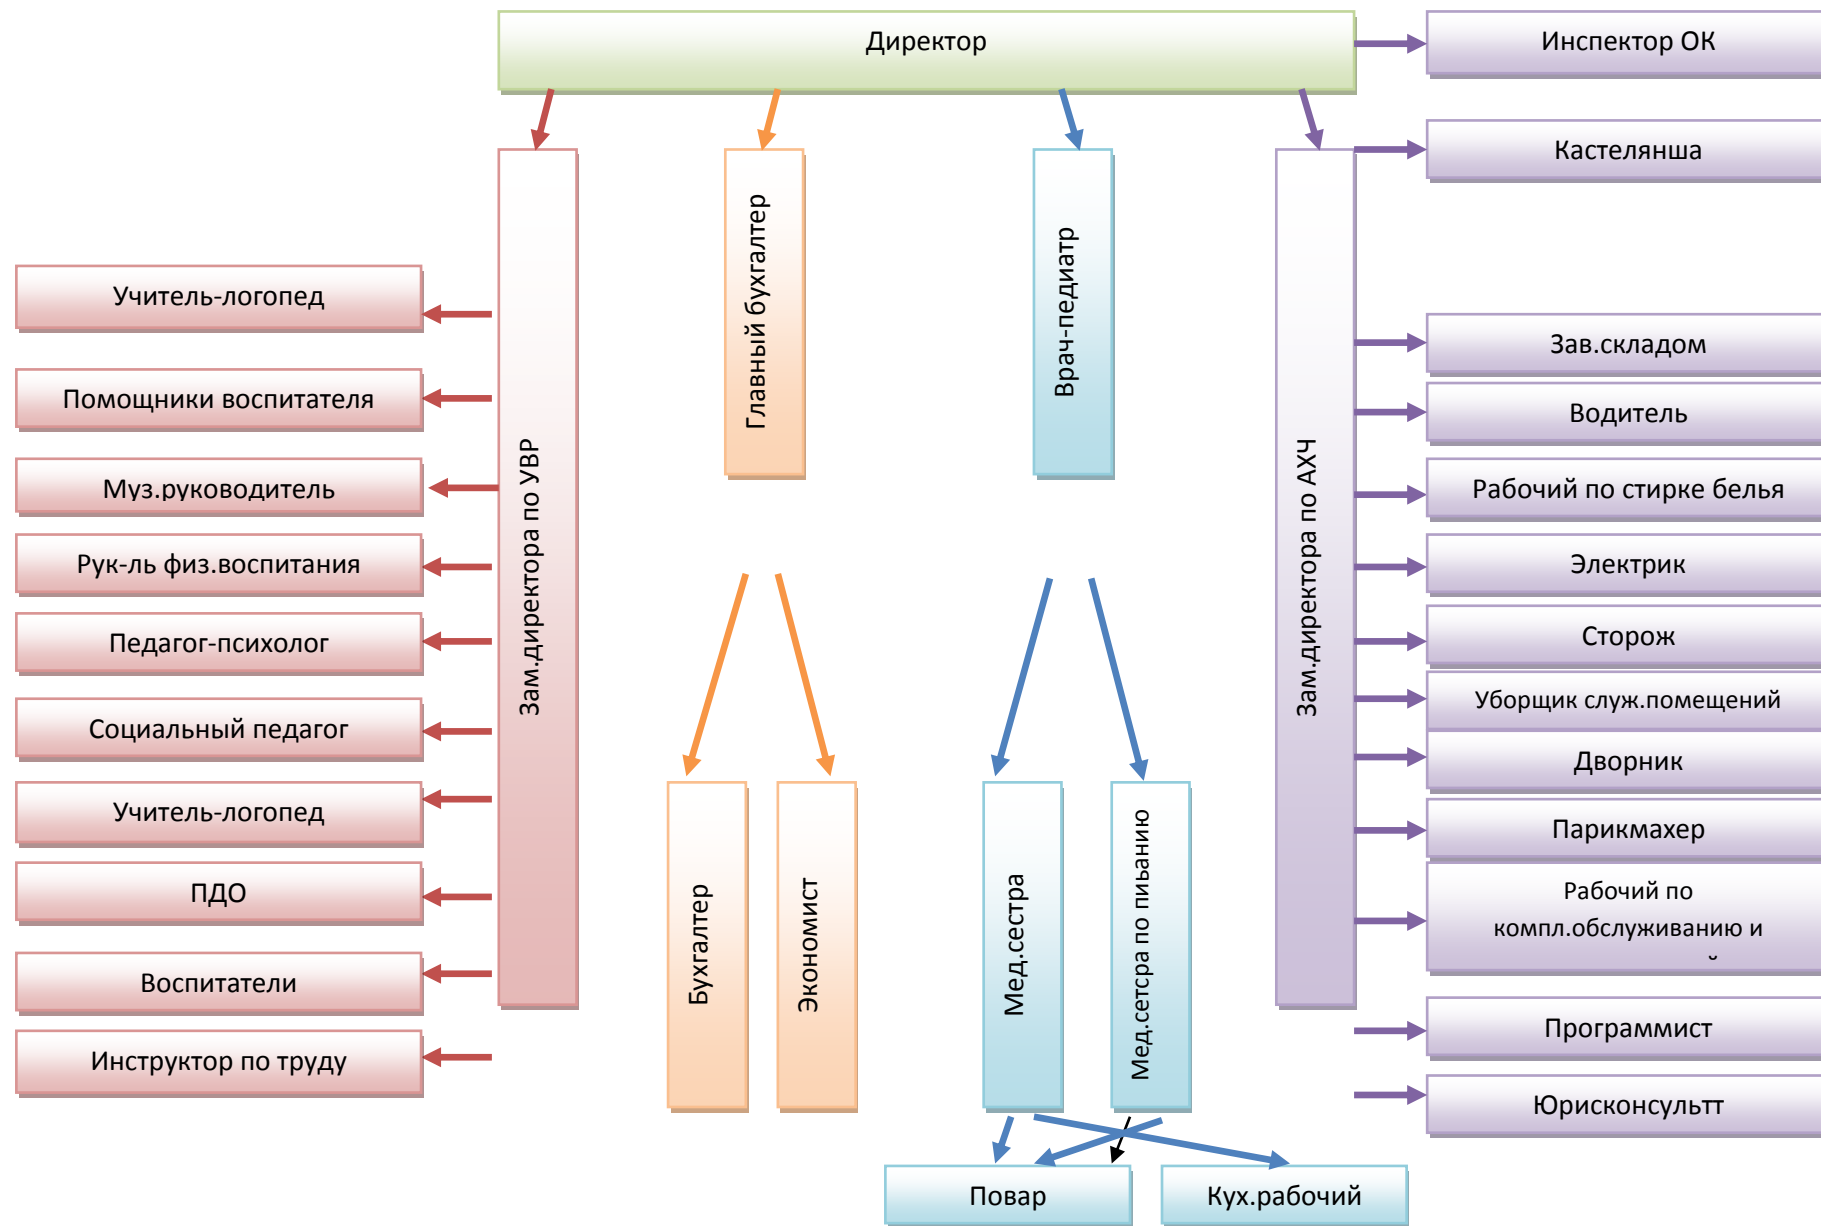 Директор
Инспектор ОК
Кастелянша
Зам.директора по УВР
Главный бухгалтер
Врач-педиатр
Зам.директора по АХЧ
Учитель-логопед
Помощники воспитателя
Муз.руководитель
Рук-ль физ.воспитания
Педагог-психолог
Социальный педагог
Учитель-логопед
ПДО
Воспитатели
Инструктор по труду
Бухгалтер
Экономист
Мед.сестра
Мед.сетсра по пиьанию
Зав.складом
Водитель
Рабочий по стирке белья
Электрик
Сторож
Уборщик служ.помещений
Дворник
Парикмахер
Рабочий по
компл.обслуживанию и
Программист
Юрисконсультт
Повар
Кух.рабочий